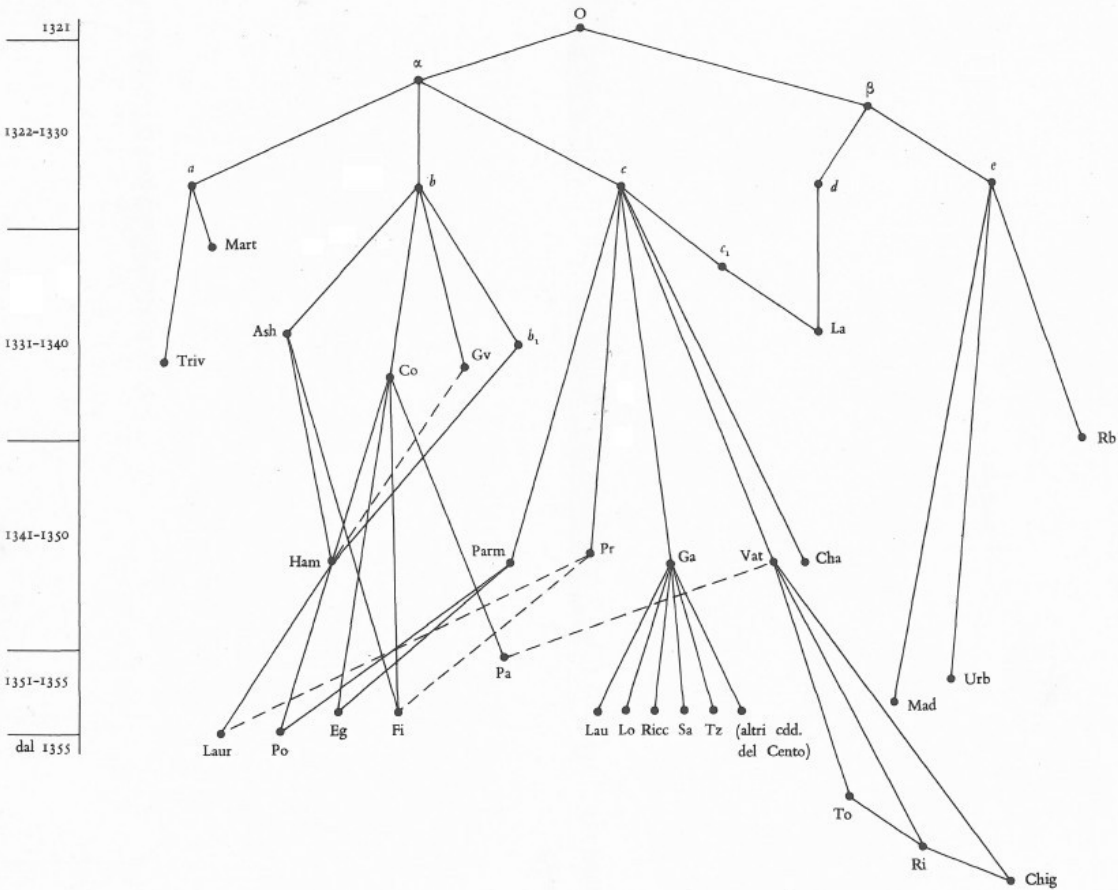 1321
O
α
β
1322-1330
a
b
c
d
e
Mart
c₁
Ash
La
1331-1340
Triv
Gv
b₁
Co
Rb
1341-1350
Ham
Parm
Pr
Ga
Vat
Cha
1351-1355
Pa
Urb
Mad
dal 1355
Laur
Po
Eg
Fi
Lau Lo Ricc Sa Tz (altri cdd.
del Cento)
To
Ri
Chig